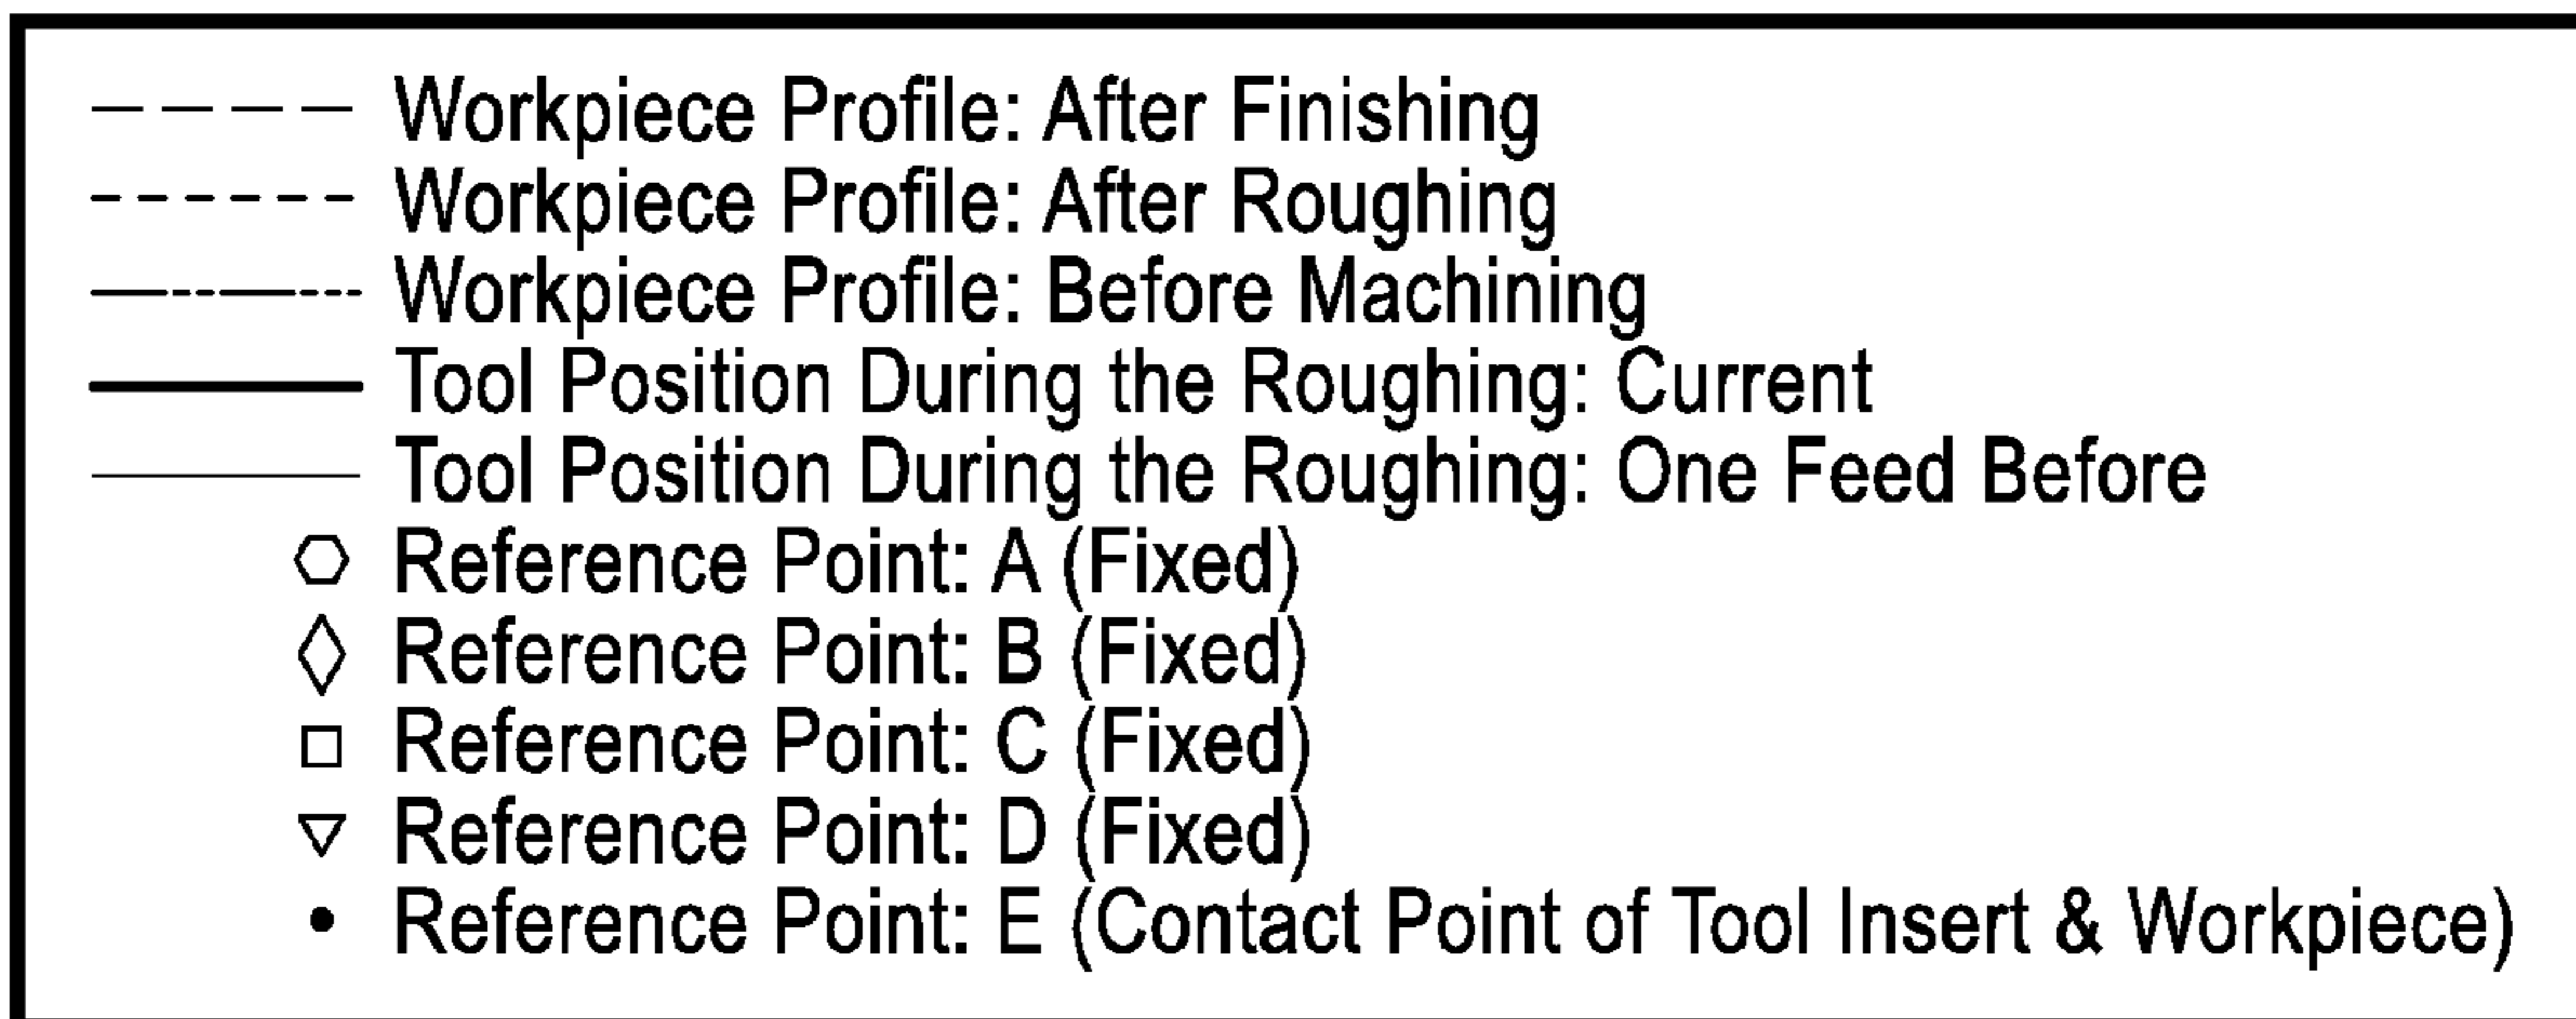 Workpiece Profile: After Finishing
Workpiece Profile: After Roughing
Workpiece Profile: Before Machining
Tool Position During the Roughing: Current
Tool Position During the Roughing: One Feed Before
Reference Point: A (Fixed)
Reference Point: B (Fixed)
Reference Point: C (Fixed)
Reference Point: D (Fixed)
Reference Point: E (Contact Point of Tool Insert & Workpiece)